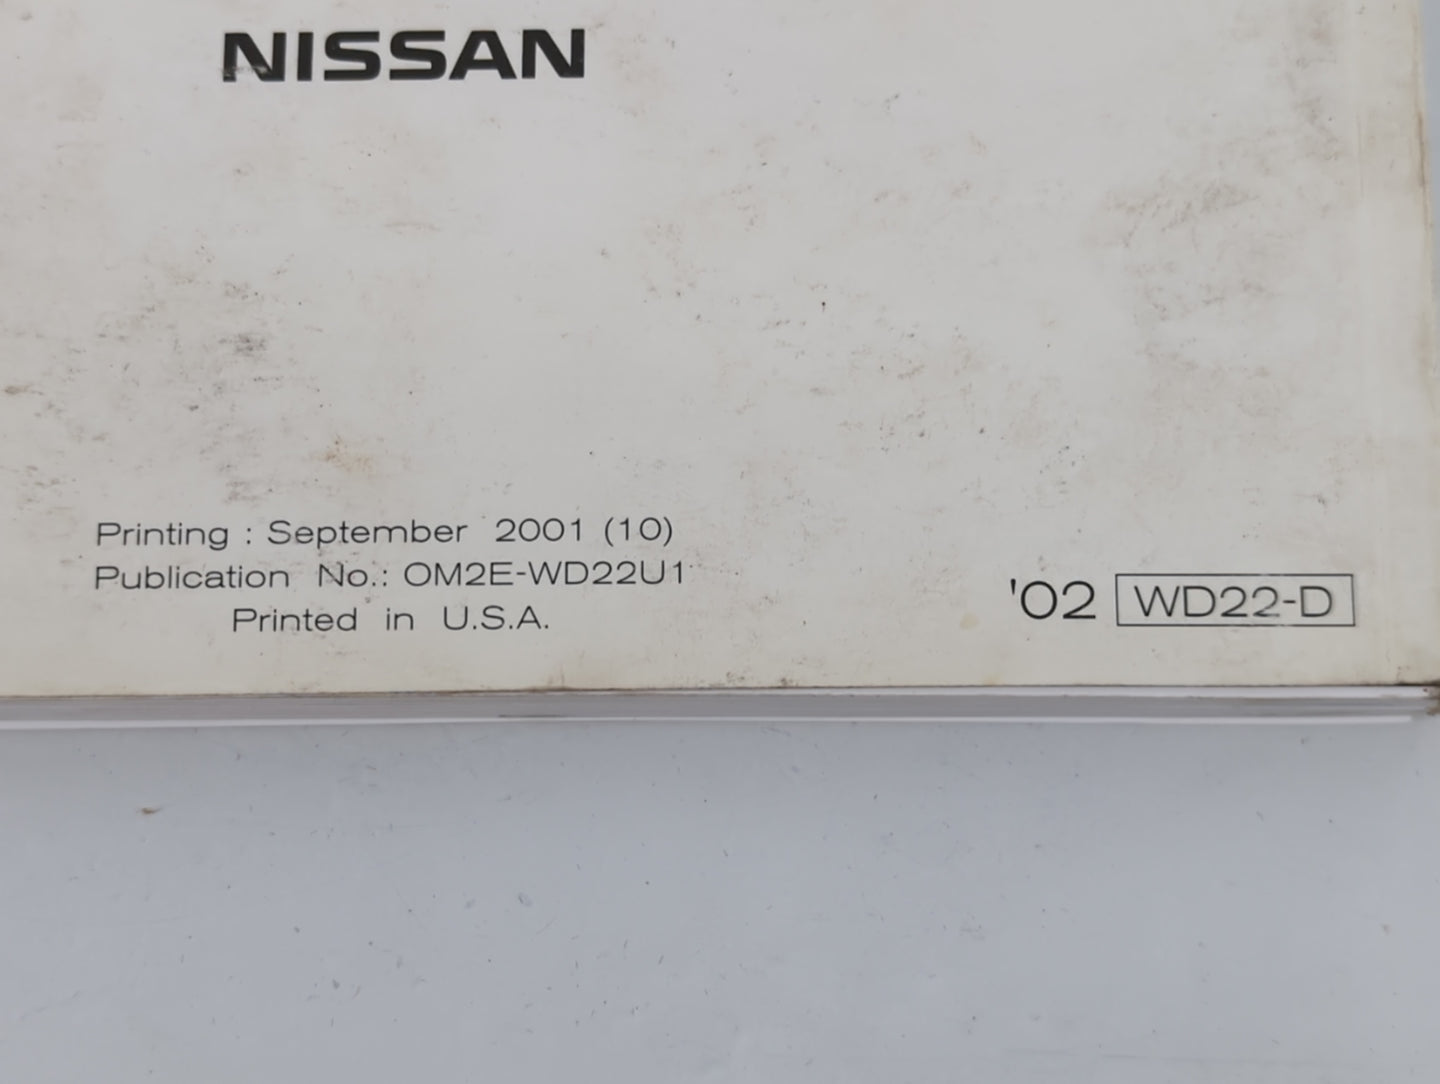 NISSAN
Printing : September 2001 (10)
Publication No.: OM2E-WD22U1
Printed in U.S.A.
'02 WD22-D